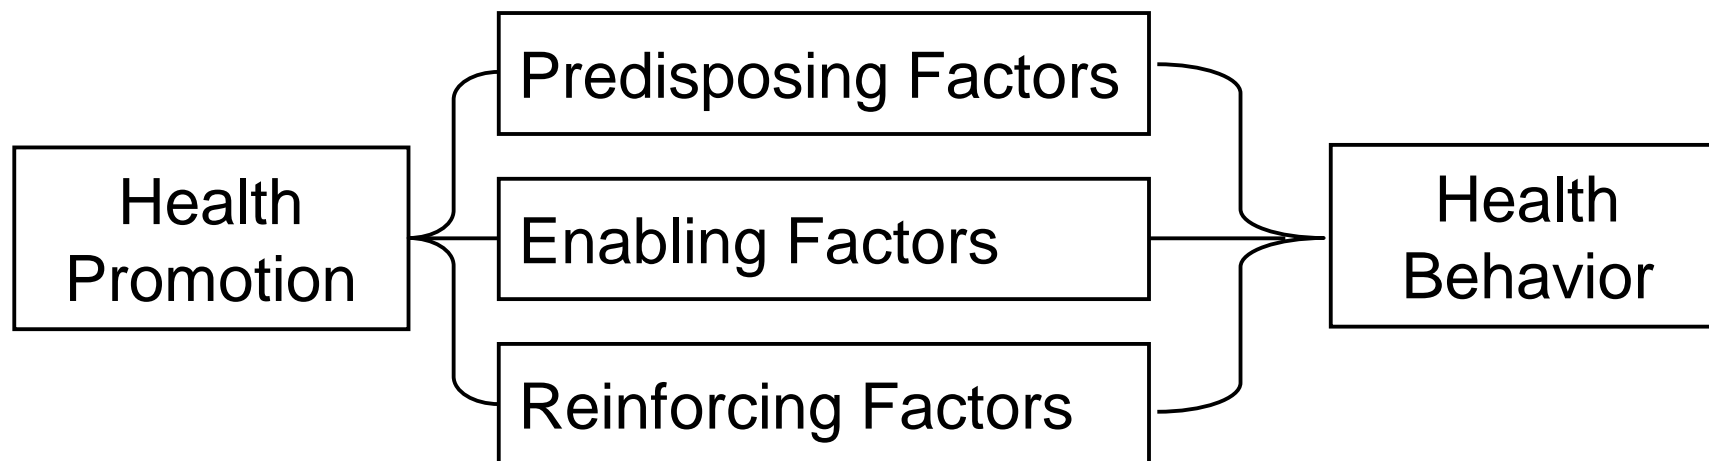 Health
Promotion
Predisposing Factors
Enabling Factors
Reinforcing Factors
Health
Behavior